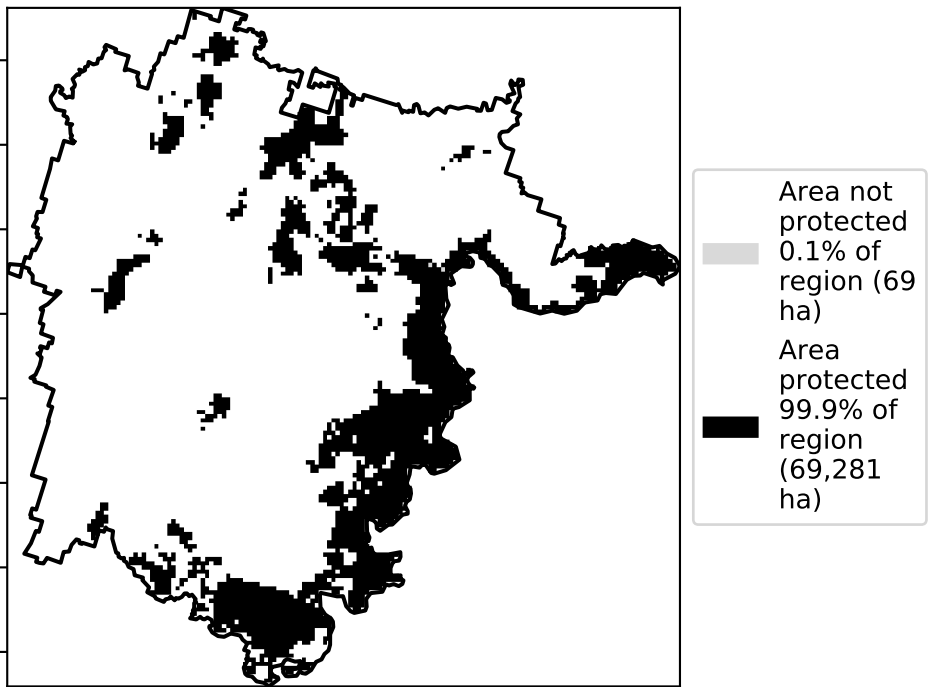 Area not
protected
0.1% of
region (69
ha)
Area
protected
99.9% of
region
(69,281
ha)